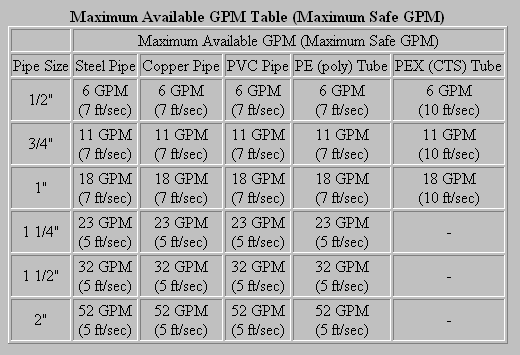 Maximum Available GPM Table (Maximum Safe GPM)
Maximum Available GPM (Maximum Safe GPM)
Pipe Size Steel Pipe Copper Pipe PVC Pipe PE (poly) Tube PEX (CTS) Tube
1/2" 6 GPM 6 GPM 6 GPM 6 GPM 6 GPM
(7 ft/sec) (7 ft/sec) (7 ft/sec) (7 ft/sec) (10 ft/sec)
3/4" 11 GPM 11 GPM 11 GPM 11 GPM 11 GPM
(7 ft/sec) (7 ft/sec) (7 ft/sec) (7 ft/sec) (10 ft/sec)
1" 18 GPM 18 GPM 18 GPM 18 GPM 18 GPM
(7 ft/sec) (7 ft/sec) (7 ft/sec) (7 ft/sec) (10 ft/sec)
1 1/4" 23 GPM 23 GPM 23 GPM 23 GPM -
(5 ft/sec) (5 ft/sec) (5 ft/sec) (5 ft/sec)
1 1/2" 32 GPM 32 GPM 32 GPM 32 GPM -
(5 ft/sec) (5 ft/sec) (5 ft/sec) (5 ft/sec)
2" 52 GPM 52 GPM 52 GPM 52 GPM -
(5 ft/sec) (5 ft/sec) (5 ft/sec) (5 ft/sec)